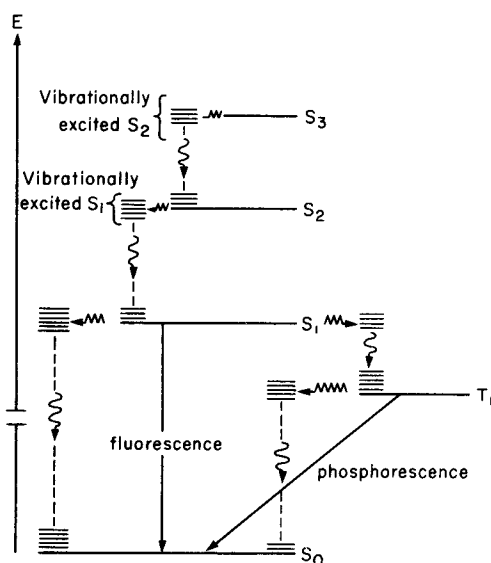 E
Vibrationally
excited S2
S3
Vibrationally
excited S1
S2
S1
T1
fluorescence
phosphorescence
S0